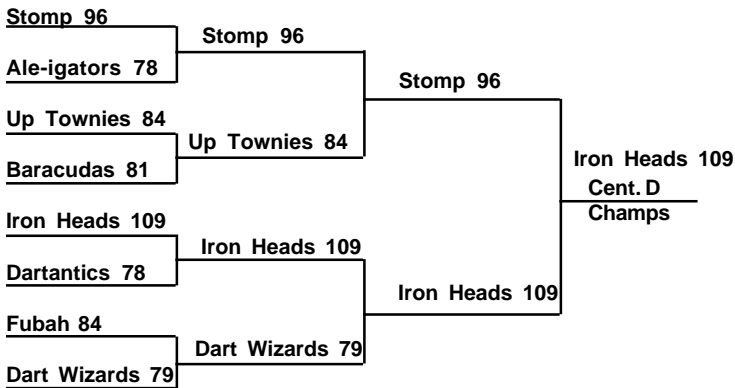 Stomp 96
Ale-igators 78
Up Townies 84
Baracudas 81
Iron Heads 109
Dartantics 78
Fubah 84
Dart Wizards 79
Stomp 96
Up Townies 84
Iron Heads 109
Dart Wizards 79
Stomp 96
Iron Heads 109
Iron Heads 109
Cent. D
Champs